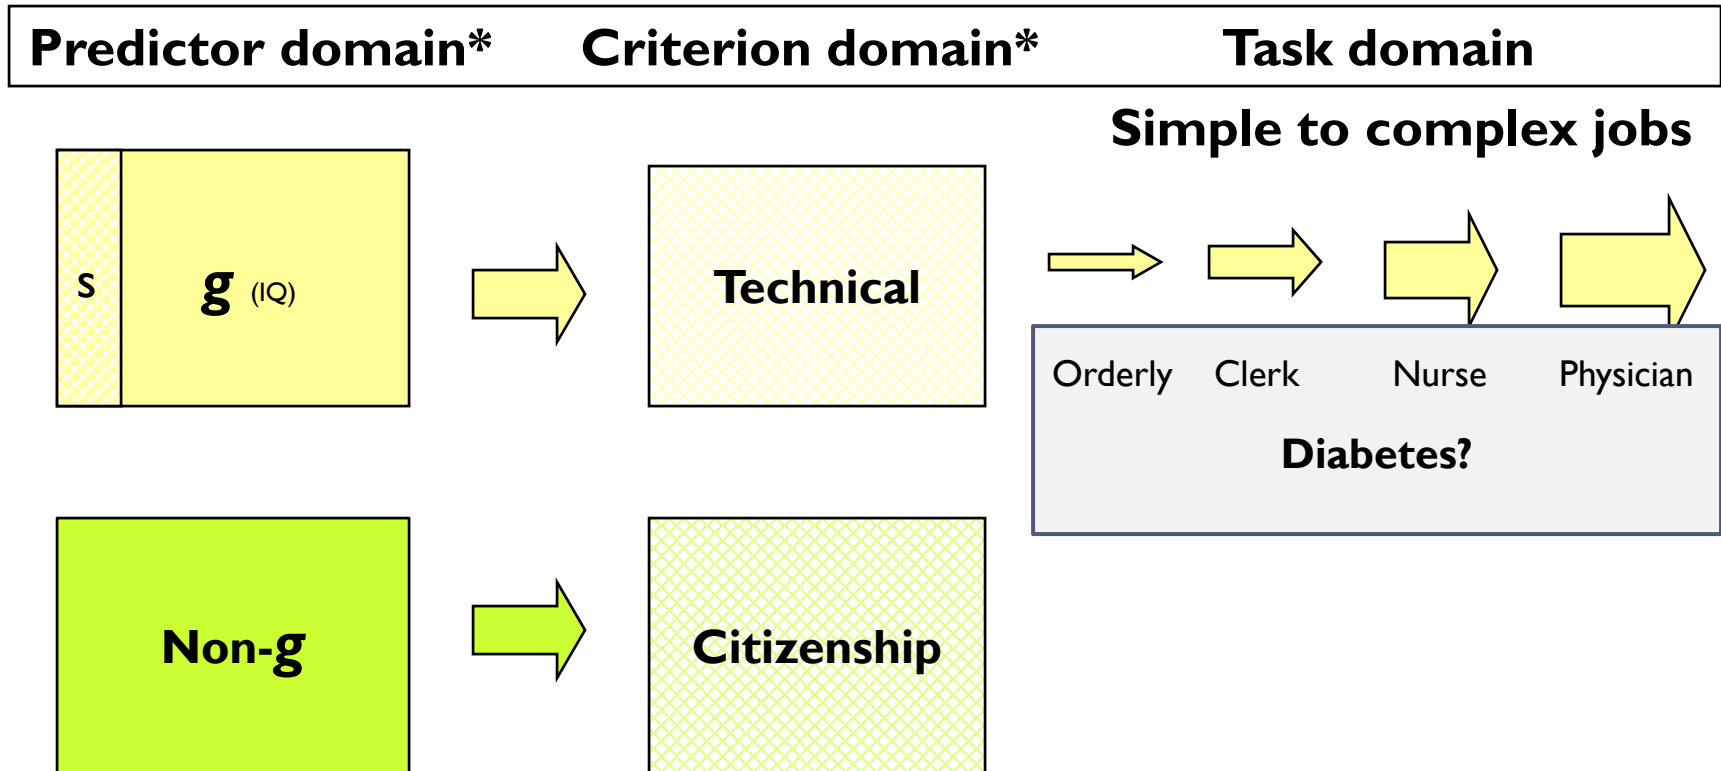 Predictor domain* Criterion domain* Task domain
Simple to complex jobs
s g (IQ) Technical
Orderly Clerk Nurse Physician
Diabetes?
Non-g Citizenship